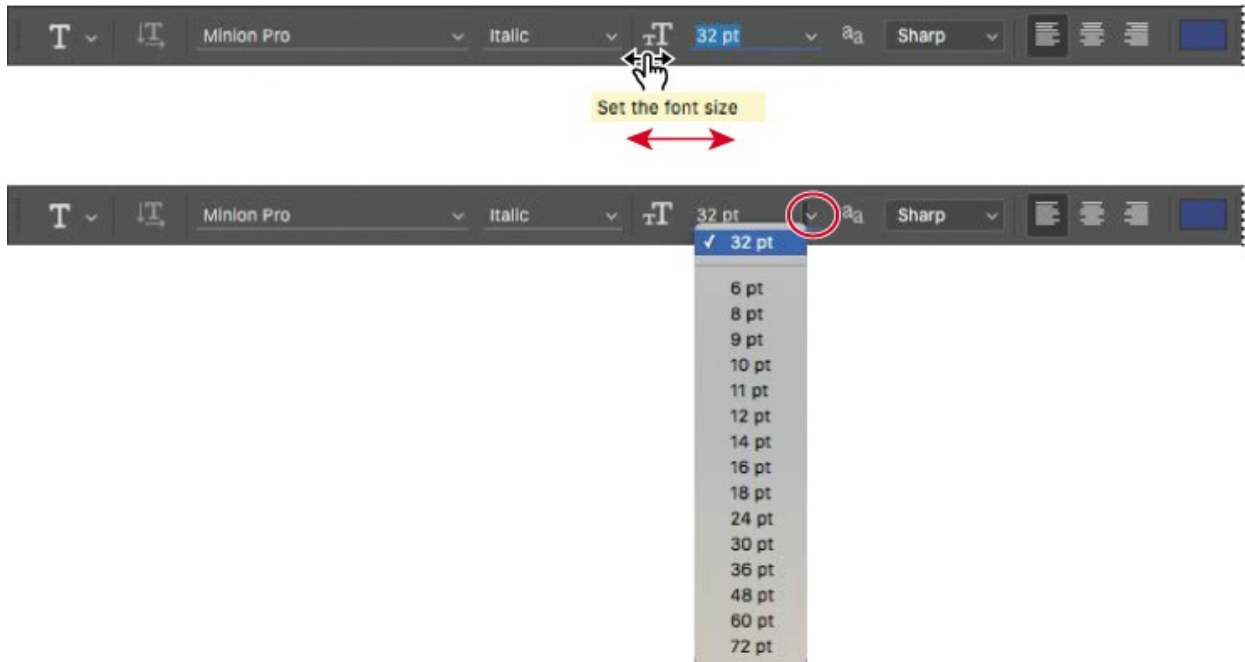 T Minion Pro Italic TT 32 pt aa Sharp
Set the font size
T Minion Pro Italic TT 32 pt aa Sharp
✓ 32 pt
6 pt
8 pt
9 pt
10 pt
11 pt
12 pt
14 pt
16 pt
18 pt
24 pt
30 pt
36 pt
48 pt
60 pt
72 pt